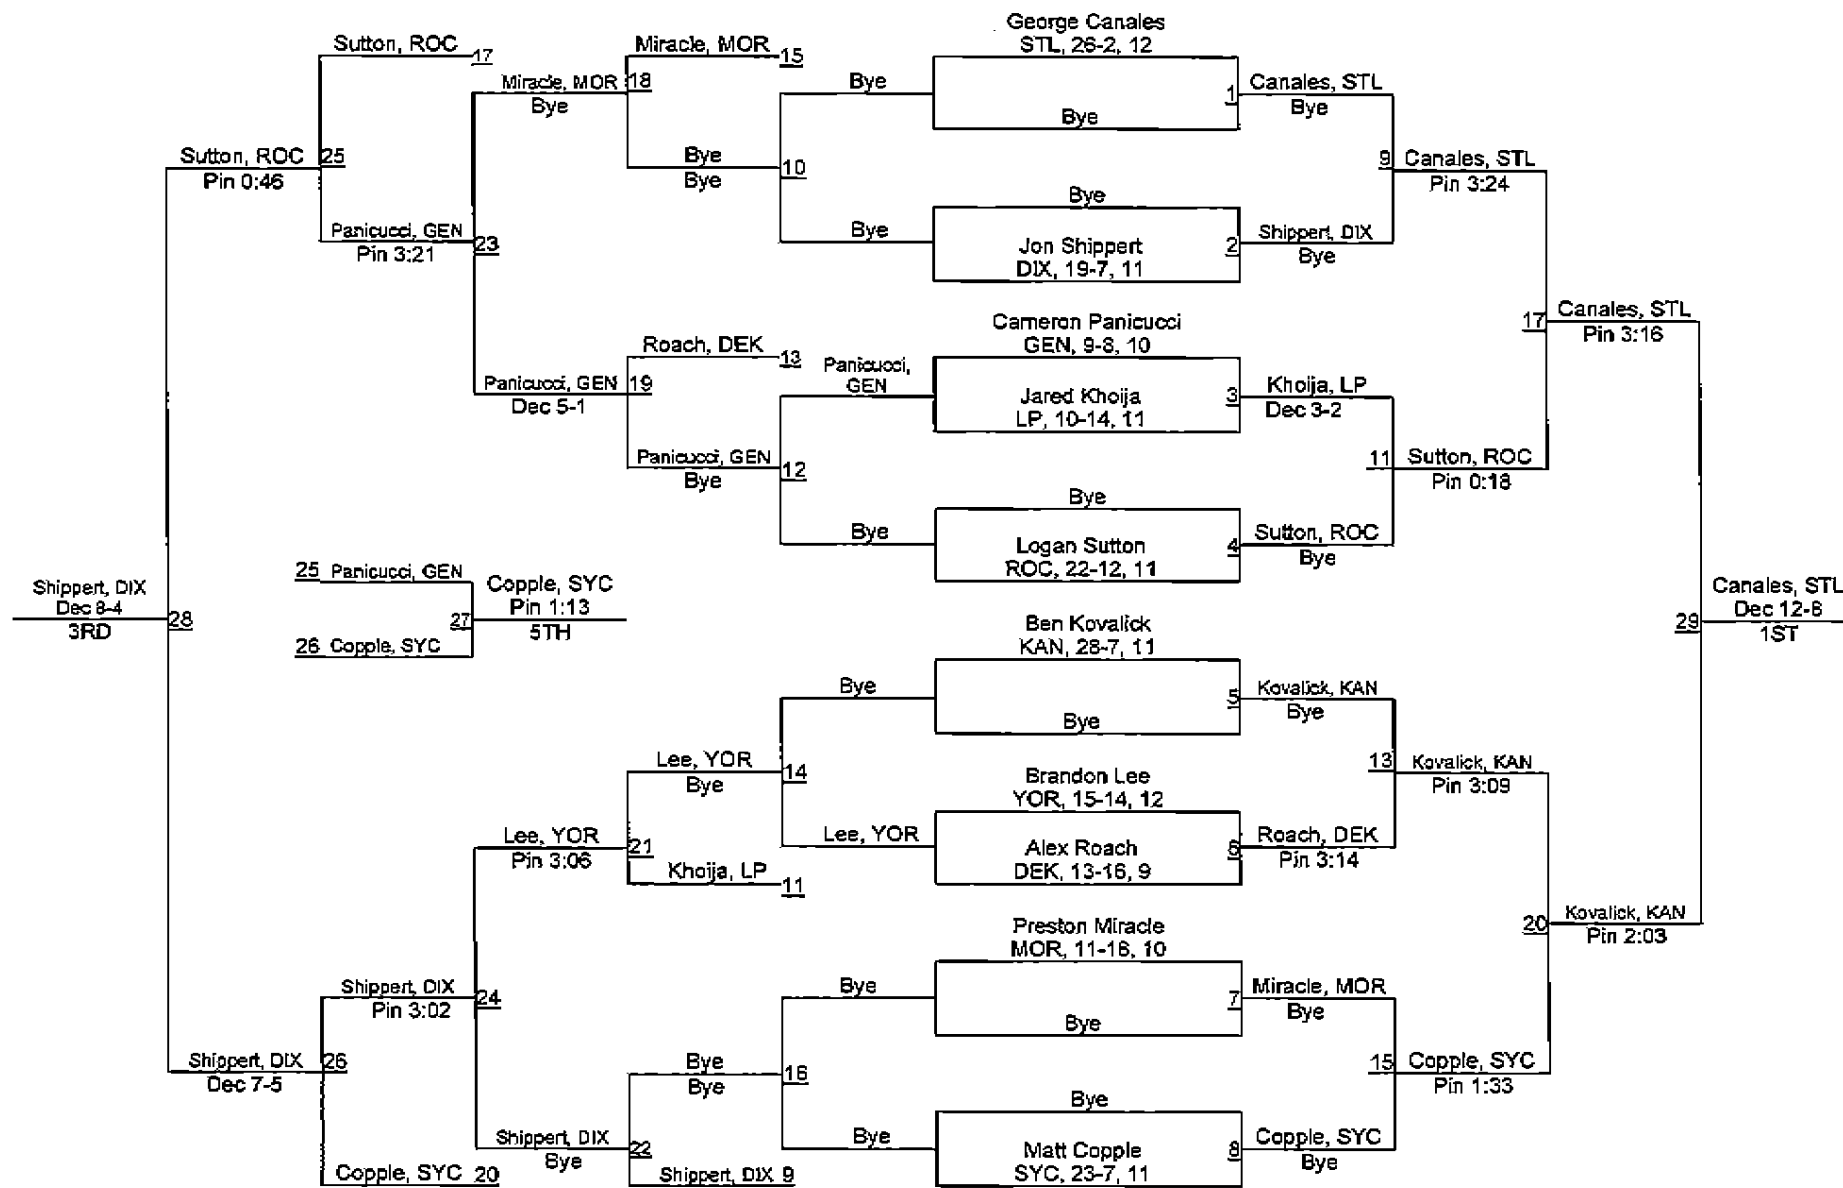 George Canales
STL, 26-2, 12
Sutton, ROC
17
Miracle, MOR
15
Miracle, MOR
18
Bye
Bye
1
Canales, STL
Bye
Bye
Sutton, ROC
25
Pin 0:46
Bye
10
Bye
9
Canales, STL
Pin 3:24
Bye
Panicucci, GEN
23
Pin 3:21
Bye
Jon Shippert
DIX, 19-7, 11
2
Shippert, DIX
Bye
Cameron Panicucci
GEN, 9-8, 10
17
Canales, STL
Pin 3:16
Roach, DEK
13
Panicucci, GEN
19
Dec 5-1
Panicucci,
GEN
Jared Khoija
LP, 10-14, 11
3
Khoija, LP
Dec 3-2
Panicucci, GEN
12
Bye
11
Sutton, ROC
Pin 0:18
Bye
Bye
Logan Sutton
ROC, 22-12, 11
4
Sutton, ROC
Bye
25
Panicucci, GEN
Copple, SYC
Pin 1:13
27
5TH
26
Copple, SYC
Shippert, DIX
Dec 8-4
28
3RD
Canales, STL
Dec 12-6
29
1ST
Ben Kovalick
KAN, 28-7, 11
Bye
5
Kovalick, KAN
Bye
Bye
Lee, YOR
14
Bye
Brandon Lee
YOR, 15-14, 12
13
Kovalick, KAN
Pin 3:09
Lee, YOR
21
Pin 3:06
Lee, YOR
Alex Roach
DEK, 13-16, 9
6
Roach, DEK
Pin 3:14
Khoija, LP
11
Preston Miracle
MOR, 11-16, 10
20
Kovalick, KAN
Pin 2:03
Shippert, DIX
24
Pin 3:02
Bye
7
Miracle, MOR
Bye
Bye
Shippert, DIX
26
Dec 7-5
Bye
16
Bye
15
Copple, SYC
Pin 1:33
Bye
Shippert, DIX
22
Bye
Bye
Matt Copple
SYC, 23-7, 11
8
Copple, SYC
Bye
Copple, SYC
20
Shippert, DIX
9